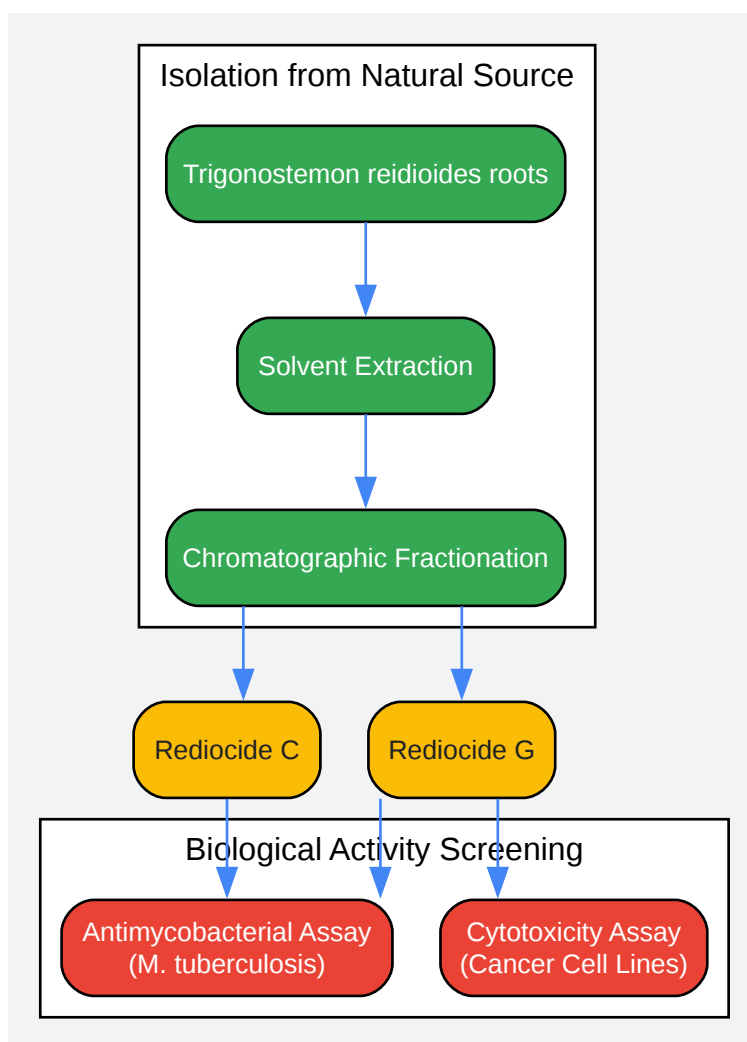 Isolation from Natural Source
Trigonostemon reidioides roots
Solvent Extraction
Chromatographic Fractionation
Rediocide C
Rediocide G
Biological Activity Screening
Antimycobacterial Assay
(M. tuberculosis)
Cytotoxicity Assay
(Cancer Cell Lines)